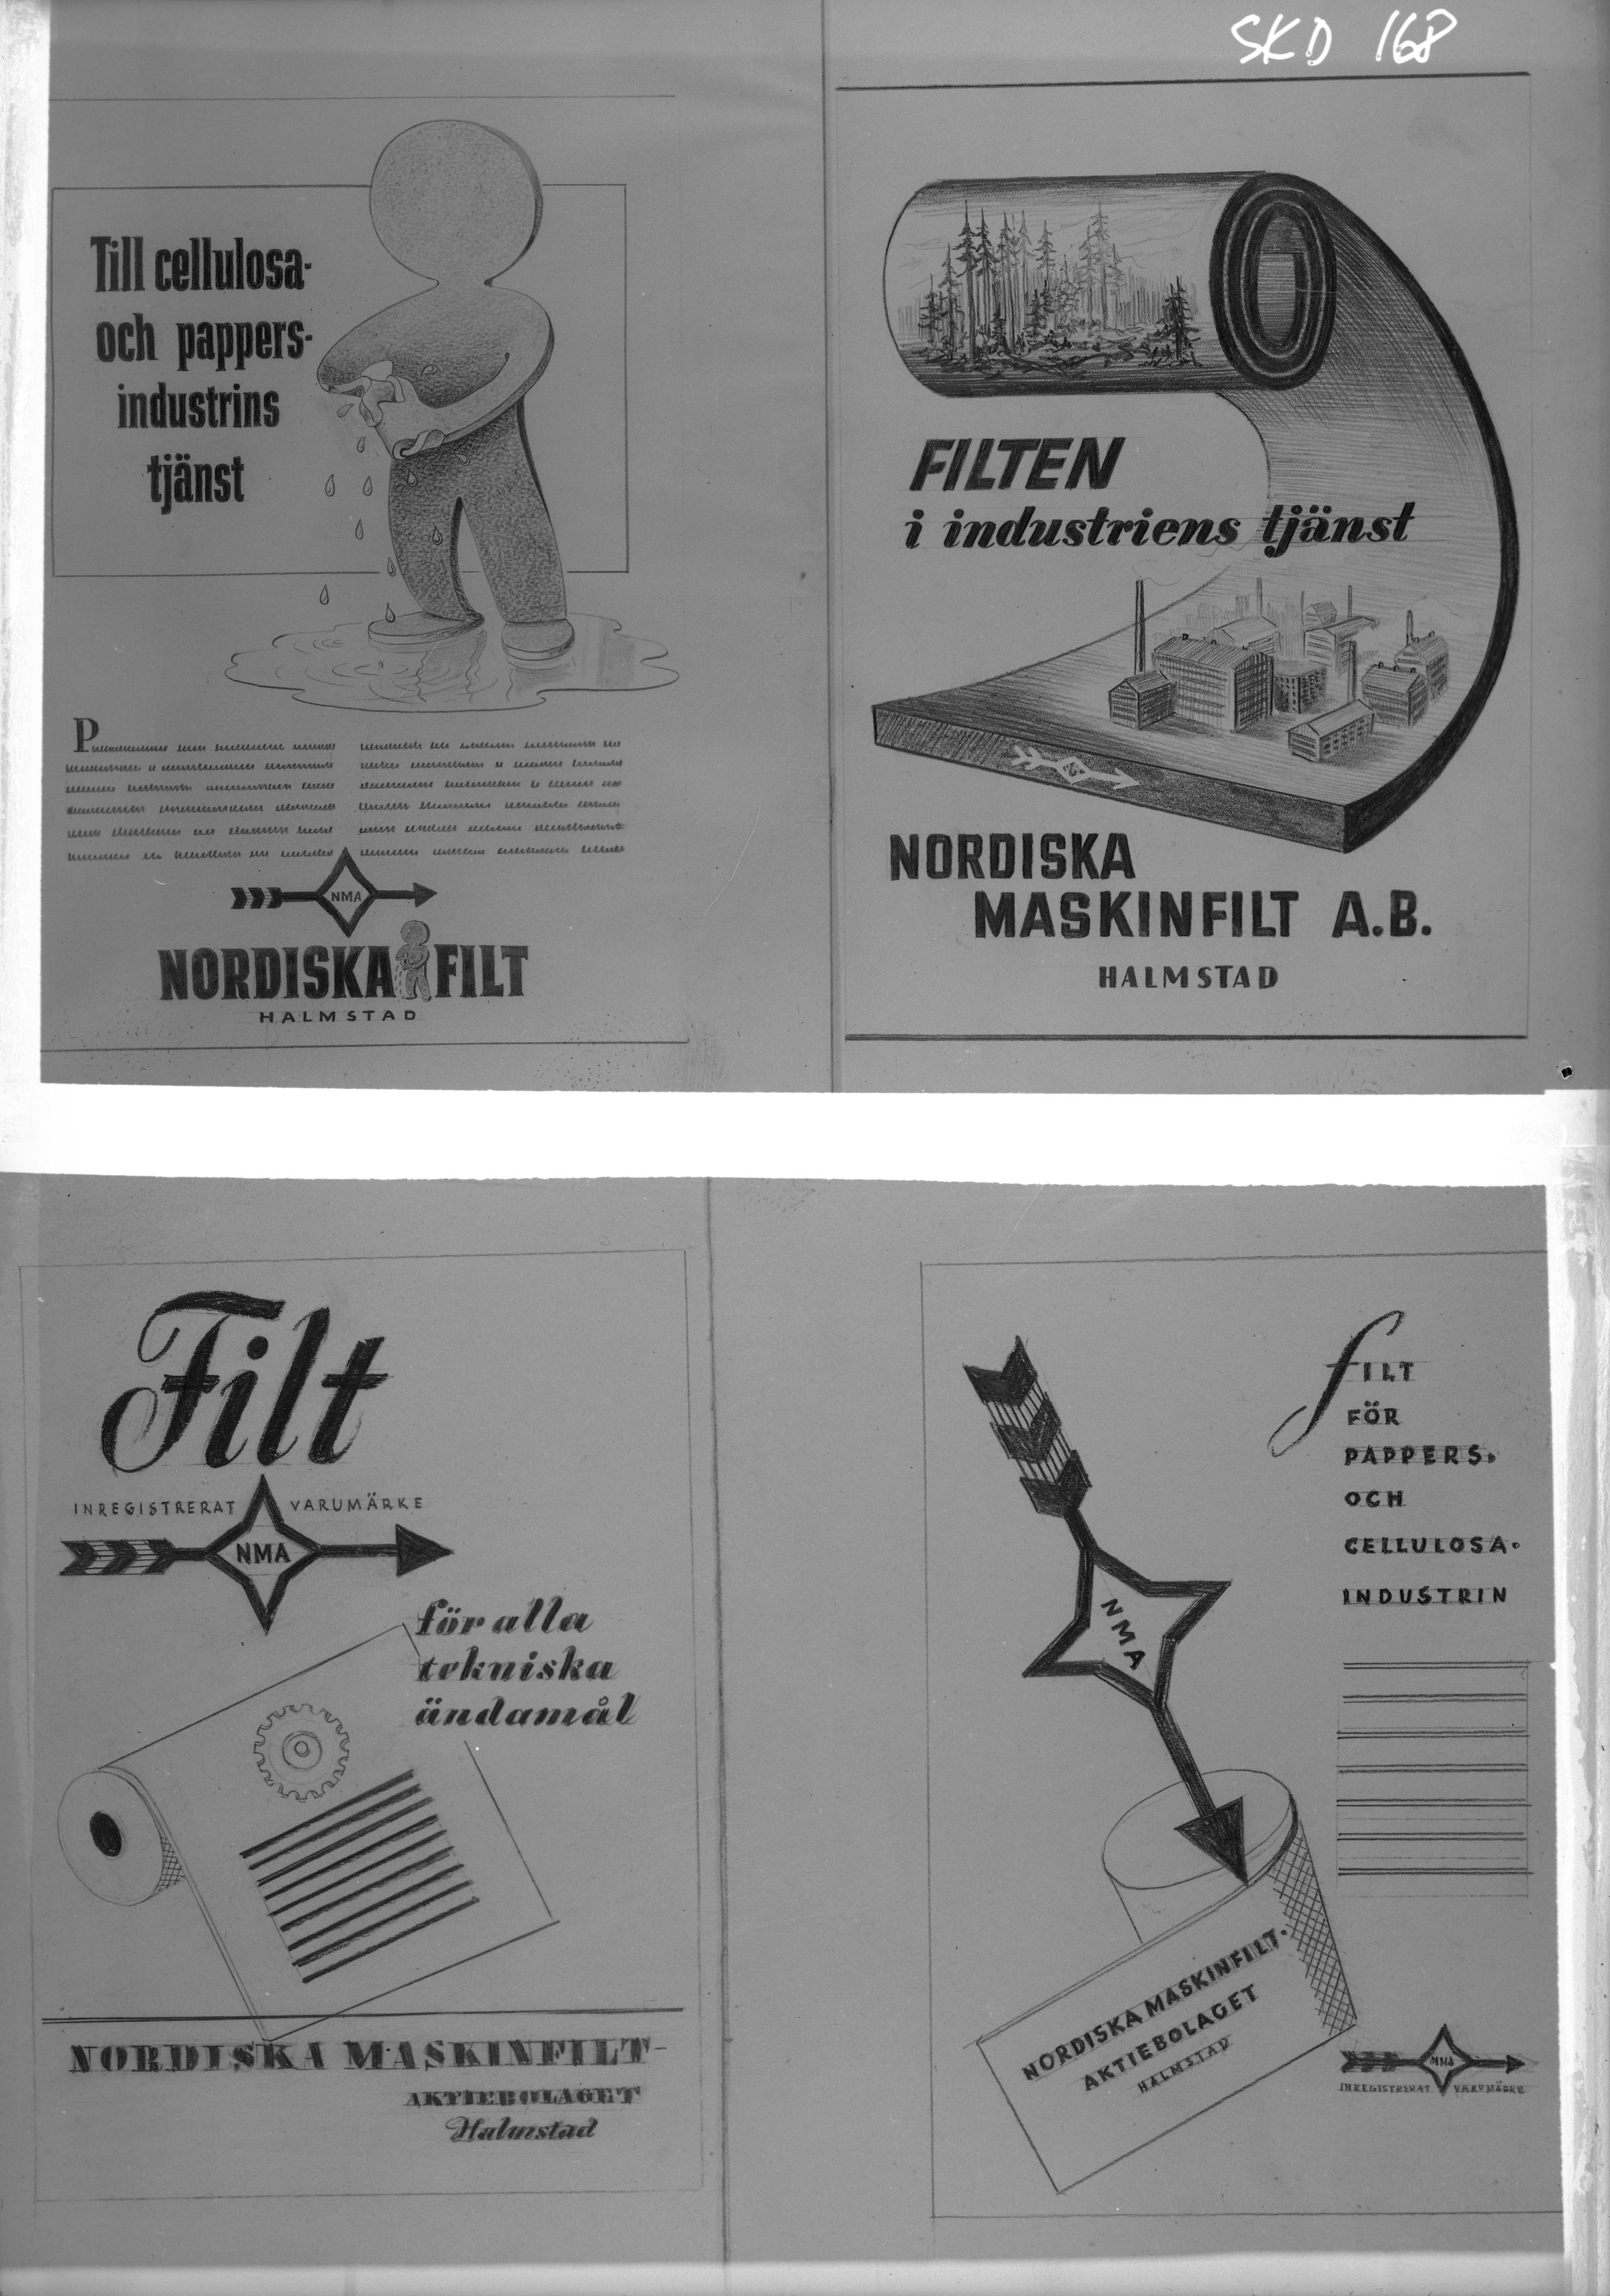 SKD 168
Till cellulosa-
och pappers-
industrins
tjänst
P
NMA
NORDISKA FILT
HALMSTAD
FILTEN
i industriens tjänst
NORDISKA
MASKINFILT A.B.
HALMSTAD
Filt
INREGISTRERAT VARUMÄRKE
NMA
för alla
tekniska
ändamål
NORDISKA MASKINFILT-
AKTIEBOLAGET
Halmstad
FILT
FÖR
PAPPERS-
OCH
CELLULOSA-
INDUSTRIN
NMA
NORDISKA MASKINFILT-
AKTIEBOLAGET
HALMSTAD
NMA
INREGISTRERAT VARUMÄRKE